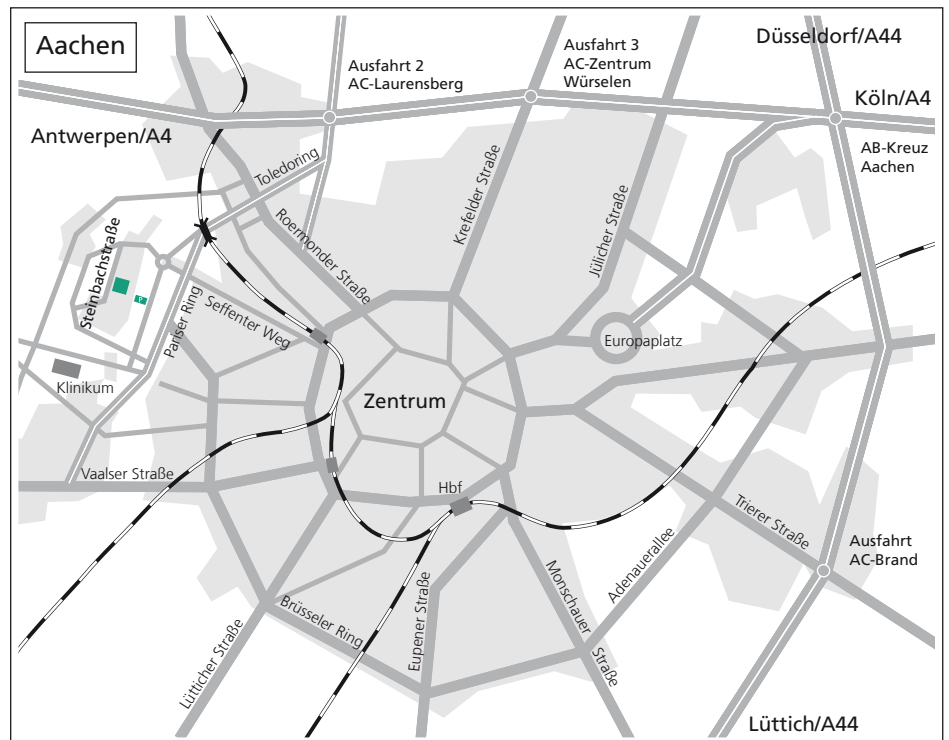 Aachen
Düsseldorf/A44
Ausfahrt 2
AC-Laurensberg
Ausfahrt 3
AC-Zentrum
Würselen
Köln/A4
Antwerpen/A4
AB-Kreuz
Aachen
Toledoring
Krefelder Straße
Jülicher Straße
Roermonder Straße
Steinbachstraße
P
Pariser Ring
Seffenter Weg
Europaplatz
Klinikum
Zentrum
Vaalser Straße
Hbf
Trierer Straße
Ausfahrt
AC-Brand
Adenauerallee
Monschauer
Straße
Eupener Straße
Brüsseler Ring
Lütticher Straße
Lüttich/A44